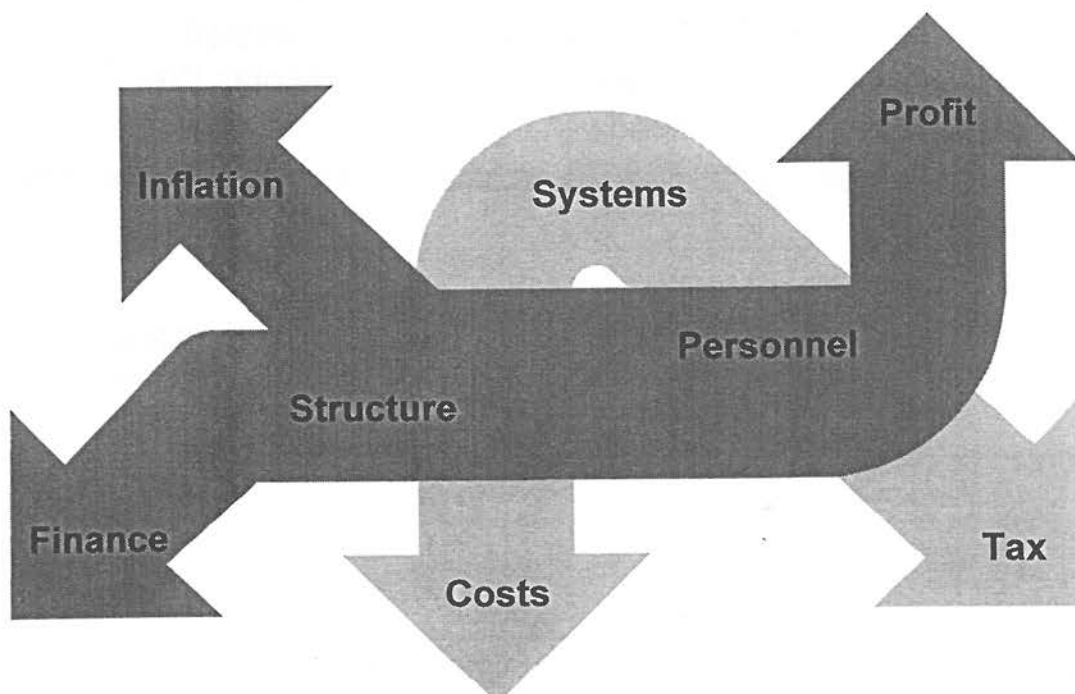 Profit
Inflation
Systems
Personnel
Structure
Finance
Tax
Costs